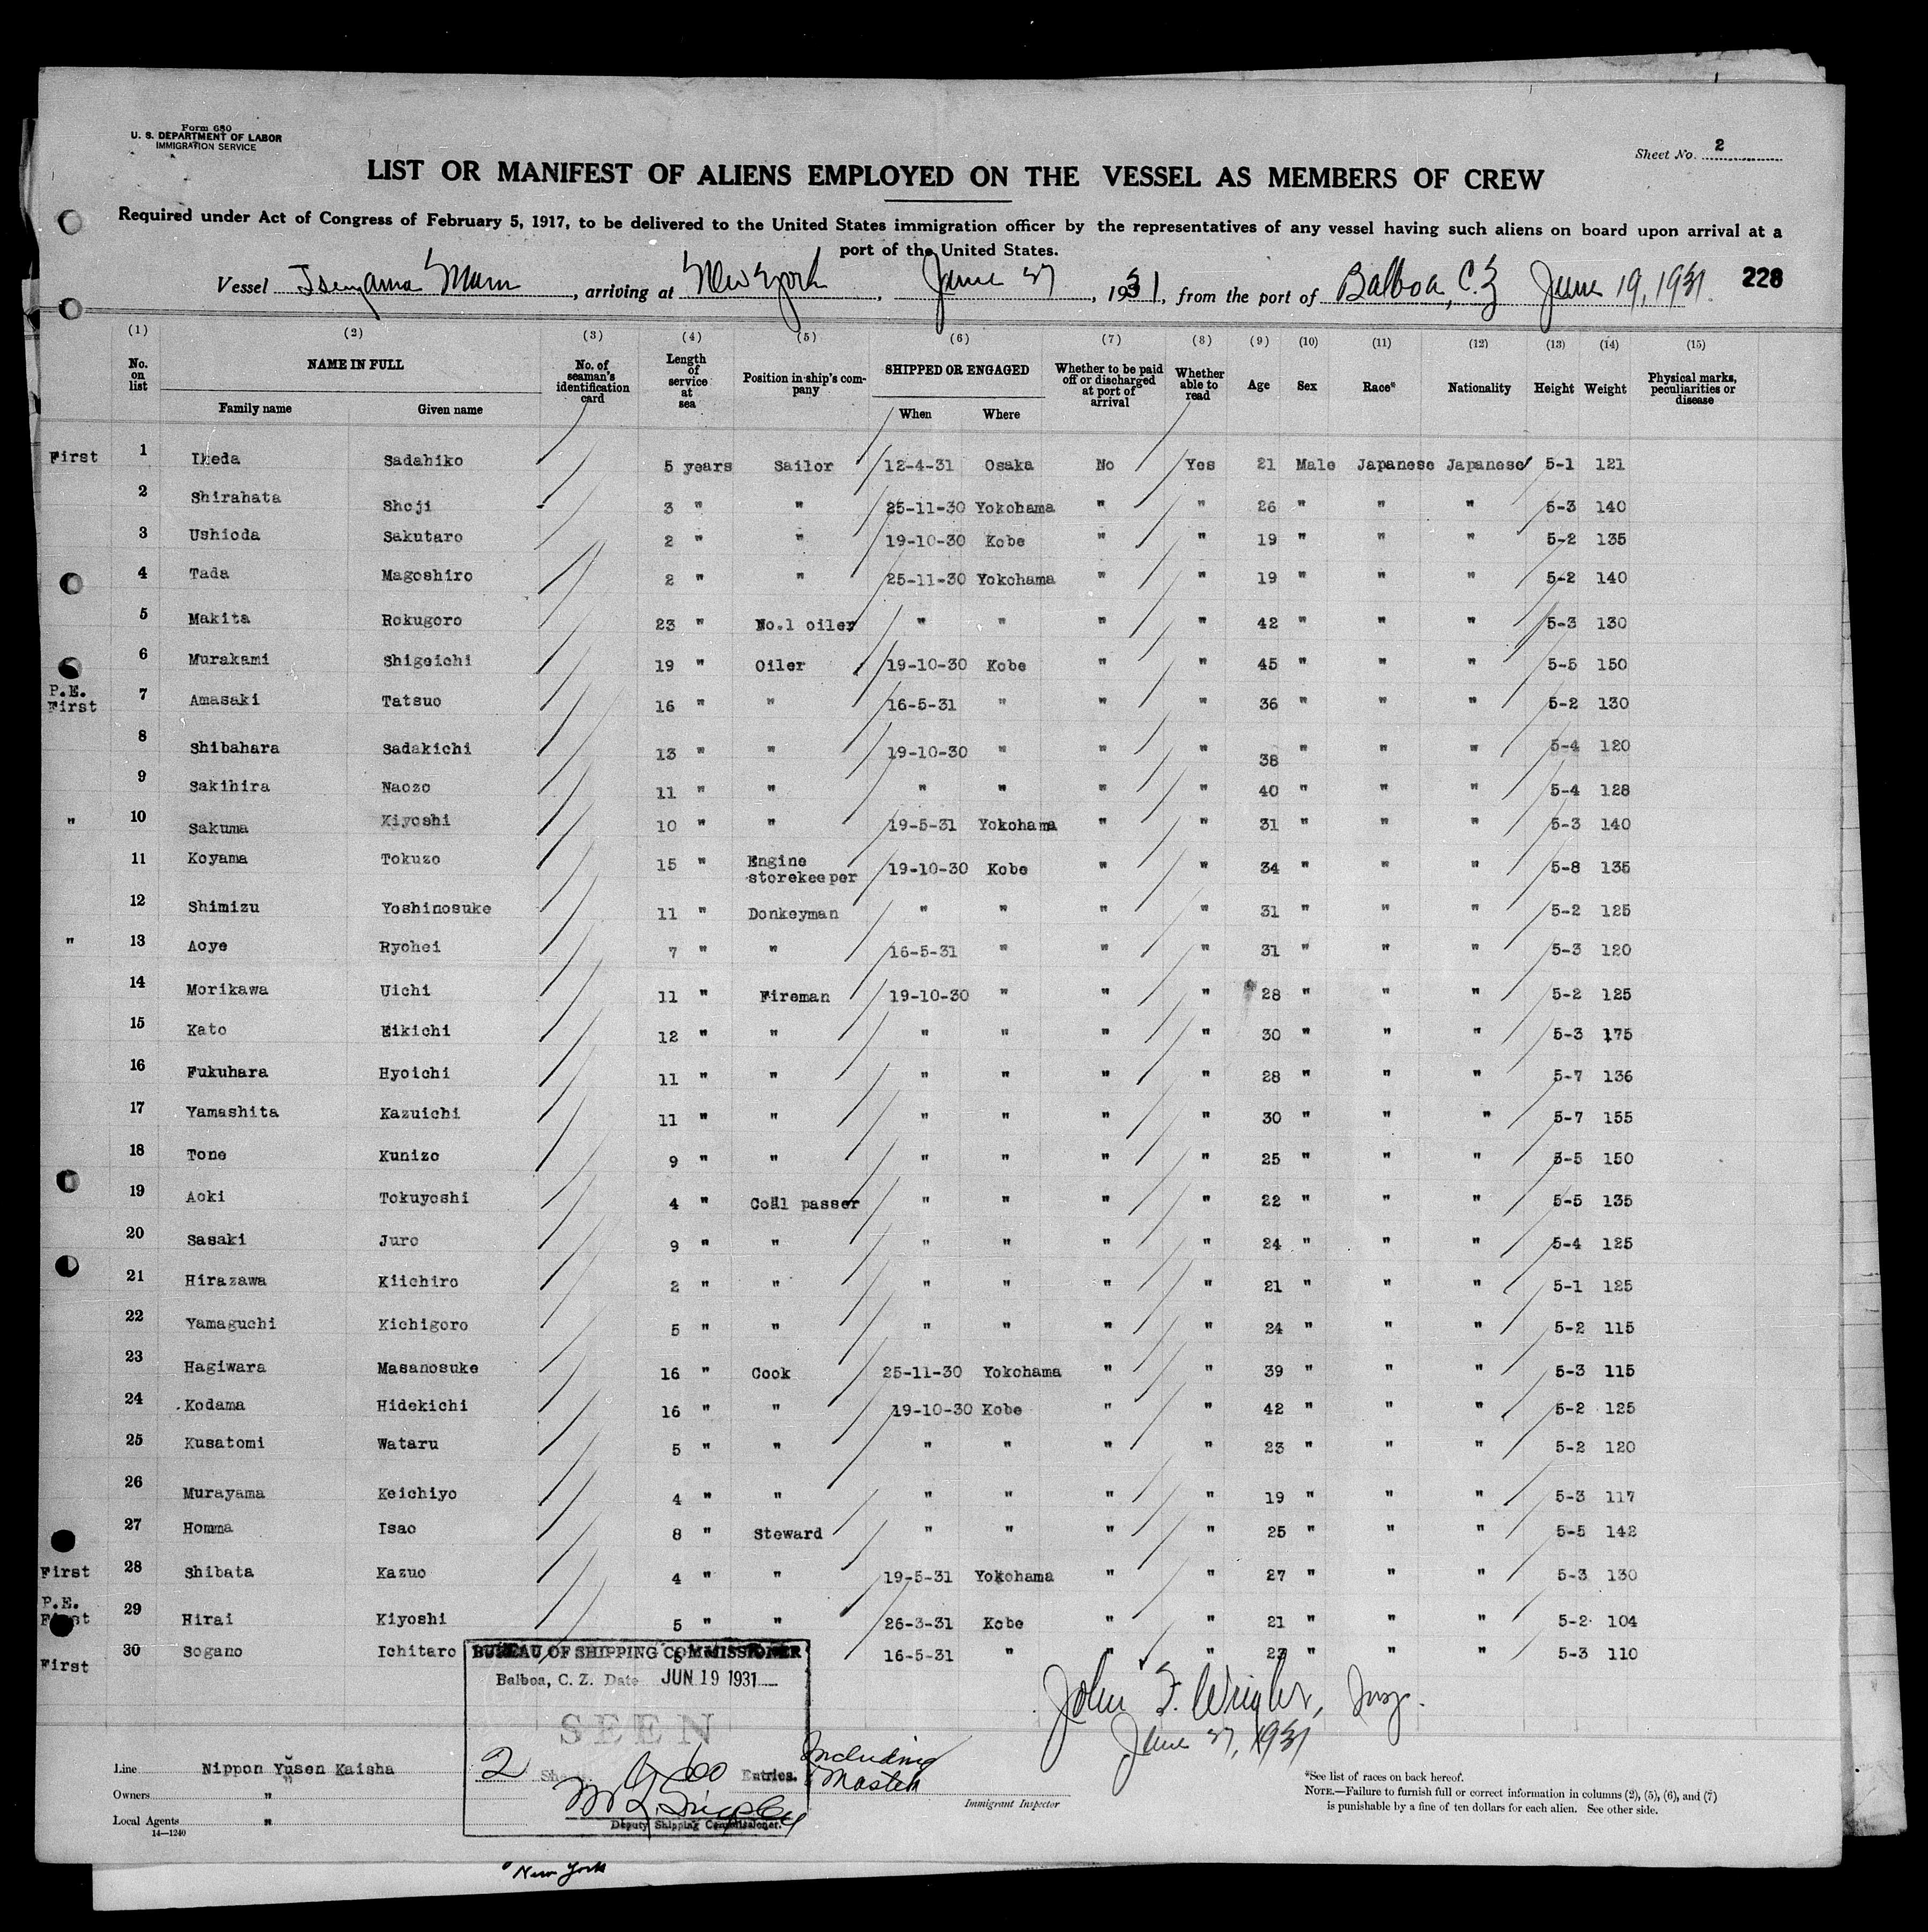 Form 680
U. S. DEPARTMENT OF LABOR
IMMIGRATION SERVICE
Sheet No. 2
LIST OR MANIFEST OF ALIENS EMPLOYED ON THE VESSEL AS MEMBERS OF CREW
Required under Act of Congress of February 5, 1917, to be delivered to the United States immigration officer by the representatives of any vessel having such aliens on board upon arrival at a
port of the United States.
Vessel Maru, arriving at New York, June 27, 1931, from the port of Balboa, C.Z June 19, 1931. 228
(1) (2) (3) (4) (5) (6) (7) (8) (9) (10) (11) (12) (13) (14) (15)
No. on list NAME IN FULL Family name Given name No. of seaman's identification card Length of service at sea Position in ship's company SHIPPED OR ENGAGED When Where Whether to be paid off or discharged at port of arrival Whether able to read Age Sex Race* Nationality Height Weight Physical marks, peculiarities or disease
First 1 Ikeda Sadahiko 5 years Sailor 12-4-31 Osaka No Yes 21 Male Japanese Japanese 5-1 121
2 Shirahata Shoji 3 " " 25-11-30 Yokohama " " 26 " " " 5-3 140
3 Ushioda Sakutaro 2 " " 19-10-30 Kobe " " 19 " " " 5-2 135
4 Tada Magoshiro 2 " " 25-11-30 Yokohama " " 19 " " " 5-2 140
5 Makita Rokugoro 23 " No.1 oiler " " " " 42 " " " 5-3 130
6 Murakami Shigeichi 19 " Oiler 19-10-30 Kobe " " 45 " " " 5-5 150
P.E. First 7 Amasaki Tatsuo 16 " " 16-5-31 " " " 36 " " " 5-2 130
8 Shibahara Sadakichi 13 " " 19-10-30 " " " 38 " " " 5-4 120
9 Sakihira Naozo 11 " " " " " " 40 " " " 5-4 128
" 10 Sakuma Kiyoshi 10 " " 19-5-31 Yokohama " " 31 " " " 5-3 140
11 Koyama Tokuzo 15 " Engine storekeeper 19-10-30 Kobe " " 34 " " " 5-8 135
12 Shimizu Yoshinosuke 11 " Donkeyman " " " " 31 " " " 5-2 125
" 13 Aoye Ryohei 7 " " 16-5-31 " " " 31 " " " 5-3 120
14 Morikawa Uichi 11 " Fireman 19-10-30 " " " 28 " " " 5-2 125
15 Kato Eikichi 12 " " " " " " 30 " " " 5-3 175
16 Fukuhara Hyoichi 11 " " " " " " 28 " " " 5-7 136
17 Yamashita Kazuichi 11 " " " " " " 30 " " " 5-7 155
18 Tone Kunizo 9 " " " " " " 25 " " " 5-5 150
19 Aoki Tokuyoshi 4 " Coal passer " " " " 22 " " " 5-5 135
20 Sasaki Juro 9 " " " " " " 24 " " " 5-4 125
21 Hirazawa Kiichiro 2 " " " " " " 21 " " " 5-1 125
22 Yamaguchi Kichigoro 5 " " " " " " 24 " " " 5-2 115
23 Hagiwara Masanosuke 16 " Cook 25-11-30 Yokohama " " 39 " " " 5-3 115
24 Kodama Hidekichi 16 " " 19-10-30 Kobe " " 42 " " " 5-2 125
25 Kusatomi Wataru 5 " " " " " " 23 " " " 5-2 120
26 Murayama Keichiyo 4 " " " " " " 19 " " " 5-3 117
27 Homma Isao 8 " Steward " " " " 25 " " " 5-5 142
First 28 Shibata Kazuo 4 " " 19-5-31 Yokohama " " 27 " " " 5-3 130
P.E. First 29 Hirai Kiyoshi 5 " " 26-3-31 Kobe " " 21 " " " 5-2 104
First 30 Sogano Ichitaro 16-5-31 " " " " " " 5-3 110
BUREAU OF SHIPPING COMMISSIONER
Balboa, C. Z. Date JUN 19 1931
SEEN
2 Sheets 60 Entries. Including Master
Deputy Shipping Commissioner.
John F. Insp.
June 27, 1931
Immigrant Inspector
Line Nippon Yusen Kaisha
Owners "
Local Agents "
14—1240
*See list of races on back hereof.
NOTE.—Failure to furnish full or correct information in columns (2), (5), (6), and (7)
is punishable by a fine of ten dollars for each alien. See other side.
New York